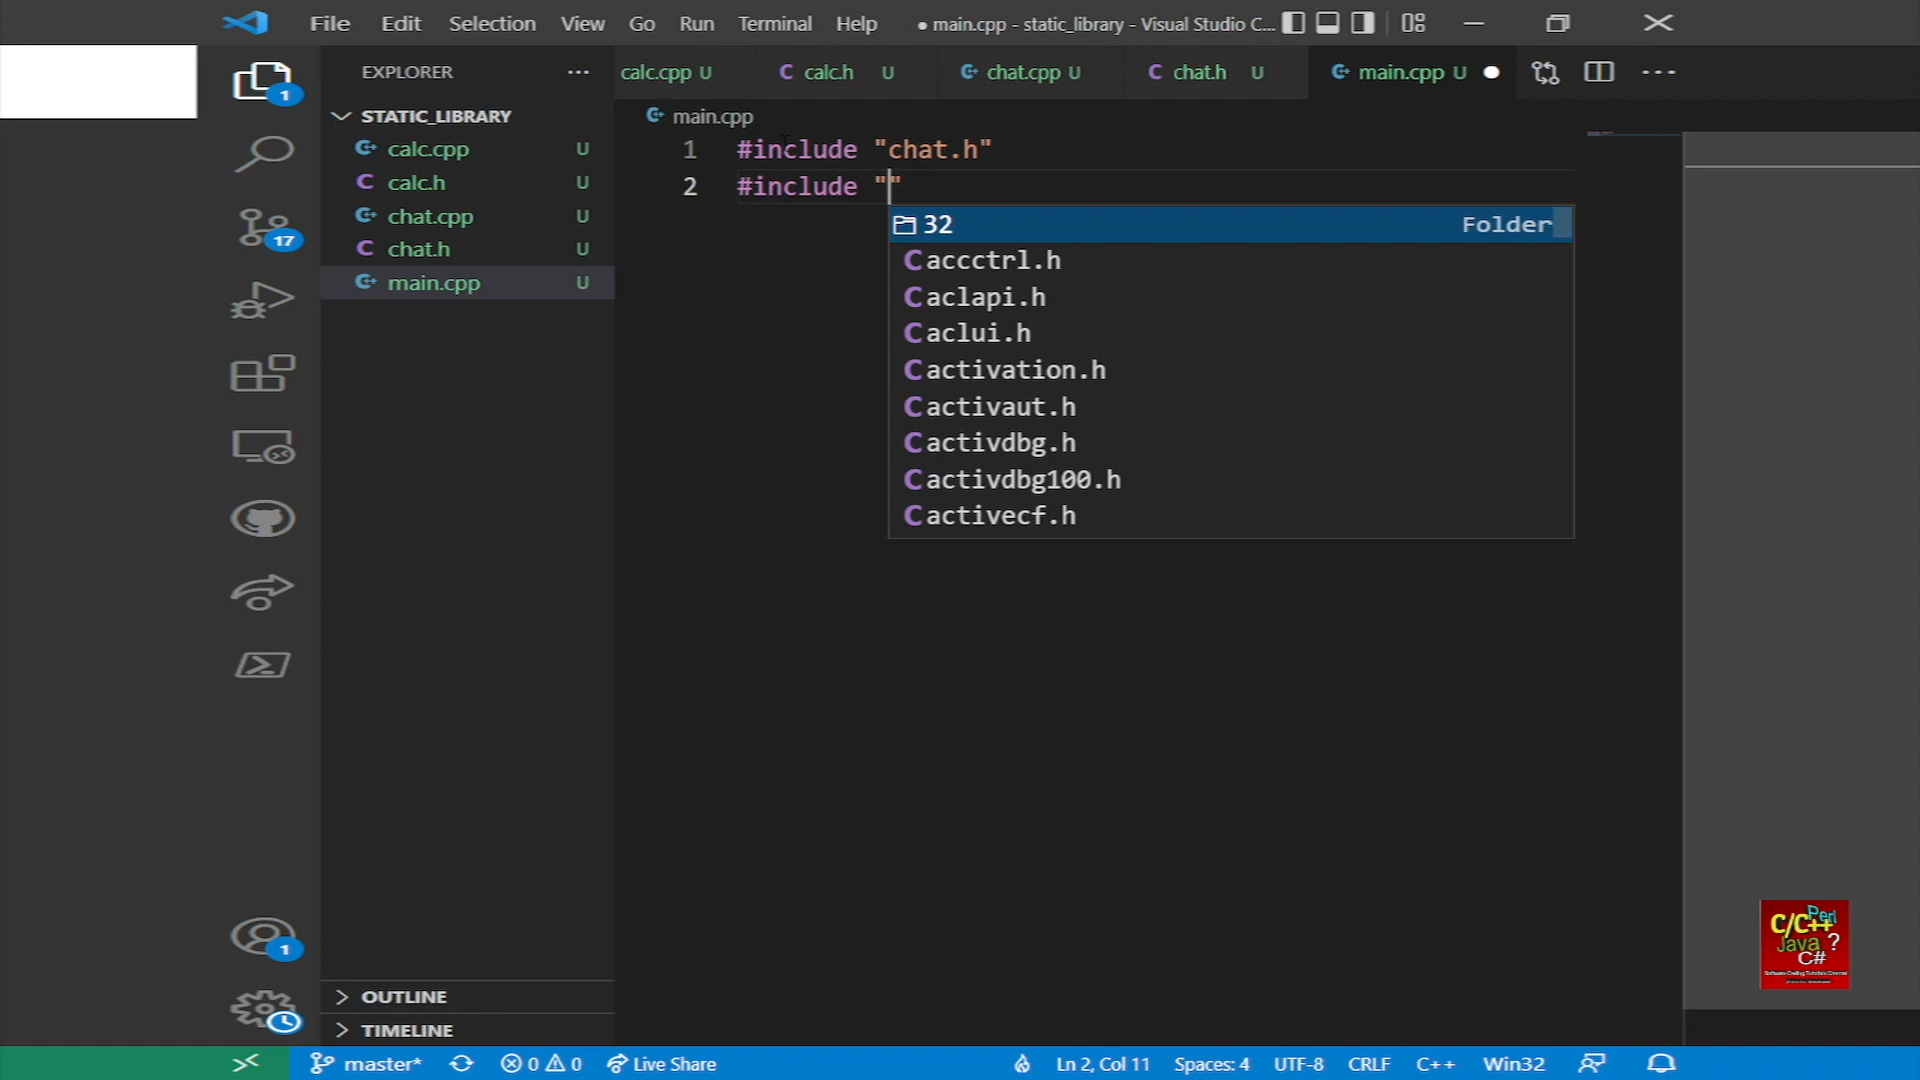 File Edit Selection View Go Run Terminal Help ● main.cpp - static_library - Visual Studio C...
EXPLORER
calc.cpp U calc.h U chat.cpp U chat.h U main.cpp U
STATIC_LIBRARY
calc.cpp U
calc.h U
chat.cpp U
chat.h U
main.cpp U
main.cpp
1 #include "chat.h"
2 #include ""
32 Folder
accctrl.h
aclapi.h
aclui.h
activation.h
activaut.h
activdbg.h
activdbg100.h
activecf.h
1
17
1
OUTLINE
TIMELINE
C/C++ Perl
Java ?
C#
master* 0 0 Live Share Ln 2, Col 11 Spaces: 4 UTF-8 CRLF C++ Win32